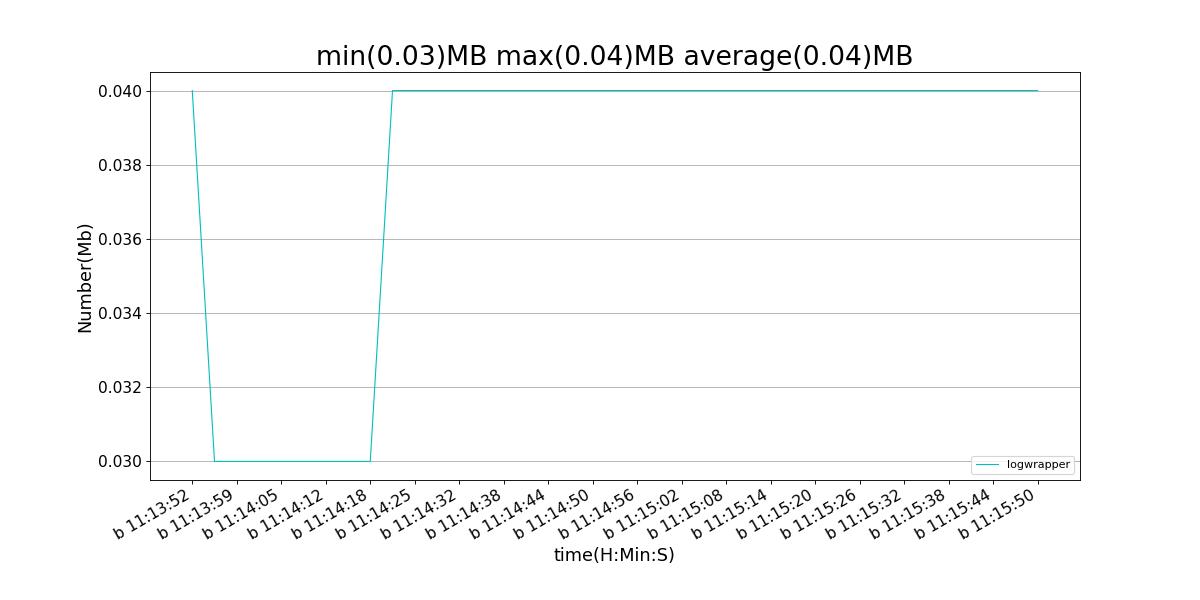 min(0.03)MB max(0.04)MB average(0.04)MB
Number(Mb)
0.040
0.038
0.036
0.034
0.032
0.030
logwrapper
b 11:13:52
b 11:13:59
b 11:14:05
b 11:14:12
b 11:14:18
b 11:14:25
b 11:14:32
b 11:14:38
b 11:14:44
b 11:14:50
b 11:14:56
b 11:15:02
b 11:15:08
b 11:15:14
b 11:15:20
b 11:15:26
b 11:15:32
b 11:15:38
b 11:15:44
b 11:15:50
time(H:Min:S)